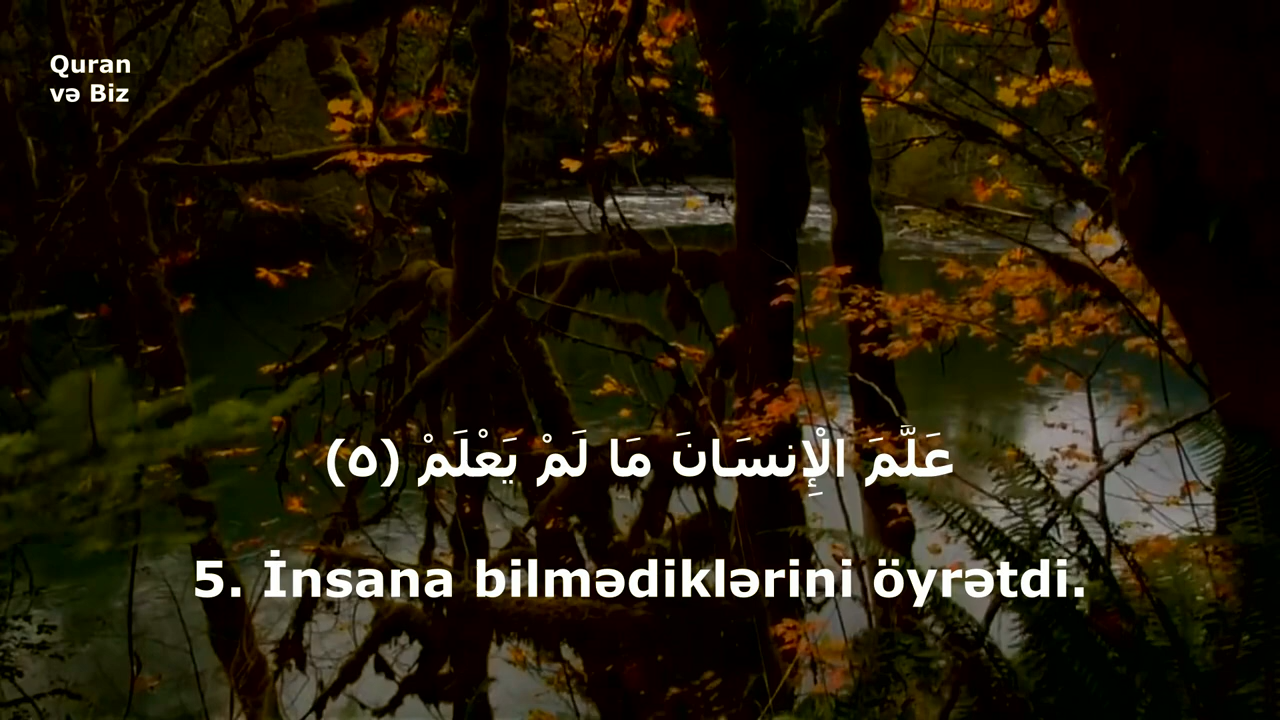 Quran
və Biz
عَلَّمَ الْإِنسَانَ مَا لَمْ يَعْلَمْ (٥)
5. İnsana bilmədiklərini öyrətdi.